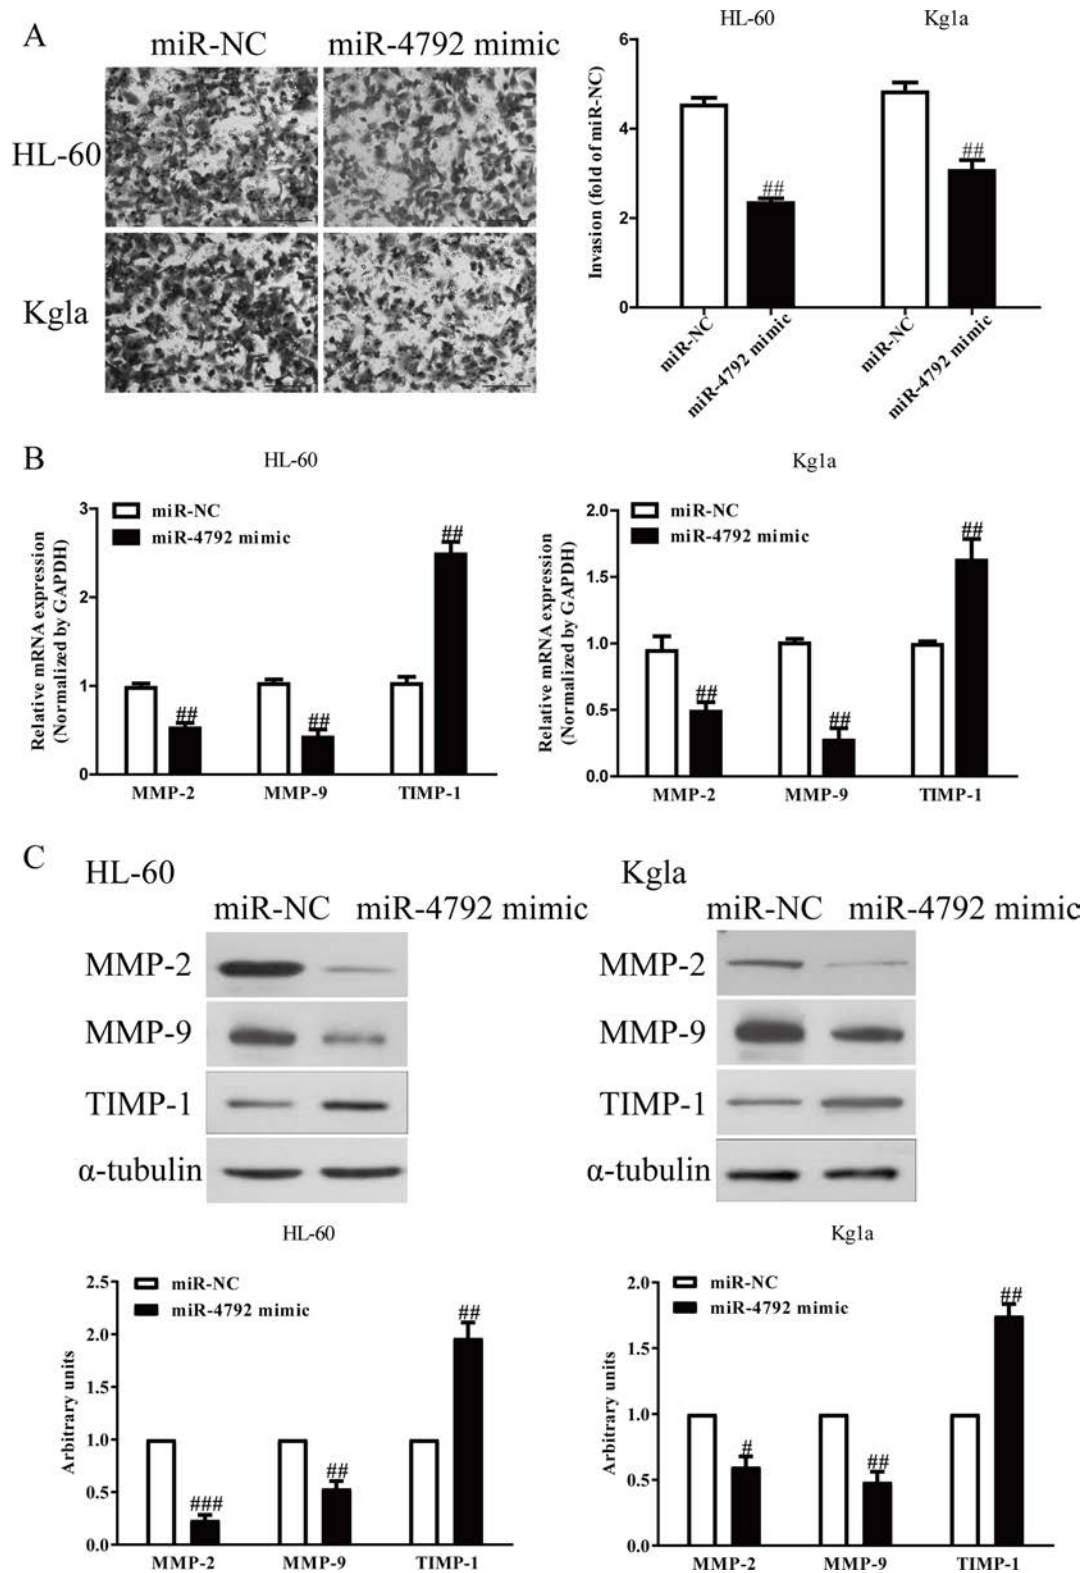 A
miR-NC miR-4792 mimic
HL-60
Kgla
HL-60 Kg1a
Invasion (fold of miR-NC)
6
4
2
0
miR-NC
miR-4792 mimic
miR-NC
miR-4792 mimic
##
##
B
HL-60
Relative mRNA expression
(Normalized by GAPDH)
miR-NC
miR-4792 mimic
3
2
1
0
##
##
##
MMP-2 MMP-9 TIMP-1
Kg1a
Relative mRNA expression
(Normalized by GAPDH)
miR-NC
miR-4792 mimic
2.0
1.5
1.0
0.5
0.0
##
##
##
MMP-2 MMP-9 TIMP-1
C
HL-60
miR-NC miR-4792 mimic
MMP-2
MMP-9
TIMP-1
α-tubulin
Kgla
miR-NC miR-4792 mimic
MMP-2
MMP-9
TIMP-1
α-tubulin
HL-60
Arbitrary units
miR-NC
miR-4792 mimic
2.5
2.0
1.5
1.0
0.5
0.0
###
##
##
MMP-2 MMP-9 TIMP-1
Kg1a
Arbitrary units
miR-NC
miR-4792 mimic
2.0
1.5
1.0
0.5
0.0
#
##
##
MMP-2 MMP-9 TIMP-1